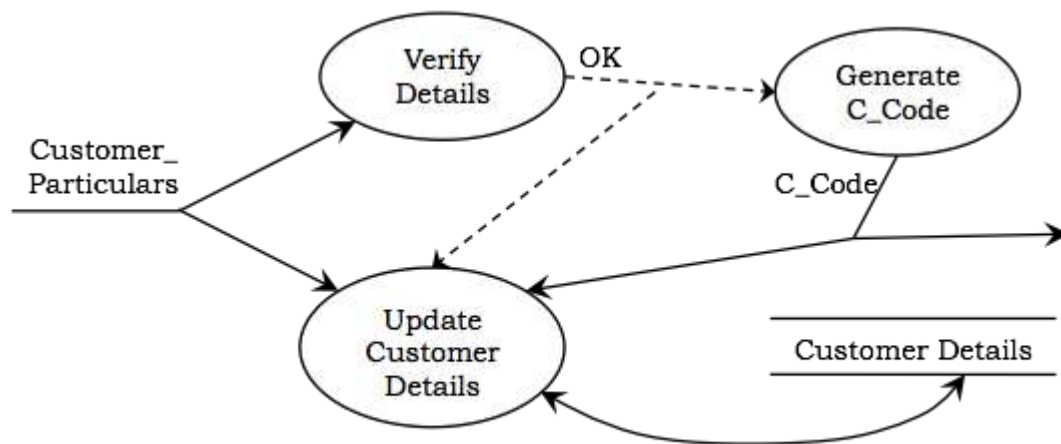 Verify
Details
OK
Generate
C_Code
Customer_
Particulars
C_Code
Update
Customer
Details
Customer Details